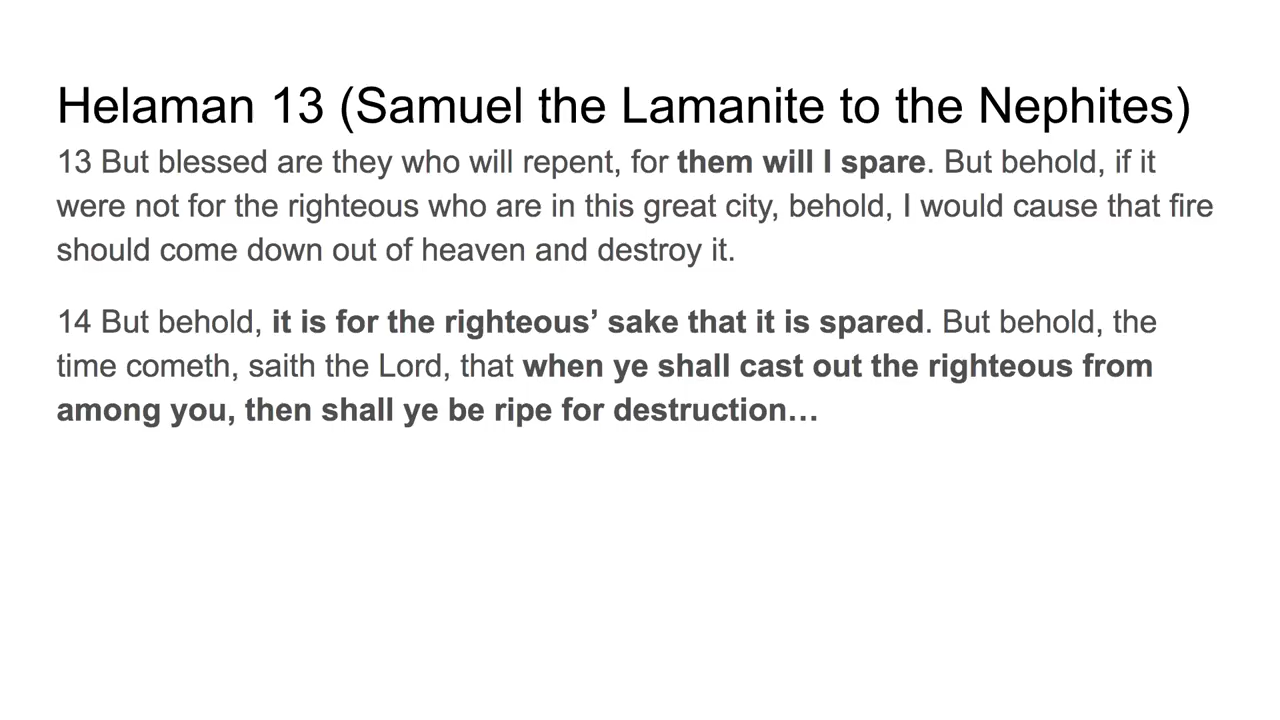 Helaman 13 (Samuel the Lamanite to the Nephites)
13 But blessed are they who will repent, for them will I spare. But behold, if it
were not for the righteous who are in this great city, behold, I would cause that fire
should come down out of heaven and destroy it.
14 But behold, it is for the righteous’ sake that it is spared. But behold, the
time cometh, saith the Lord, that when ye shall cast out the righteous from
among you, then shall ye be ripe for destruction…